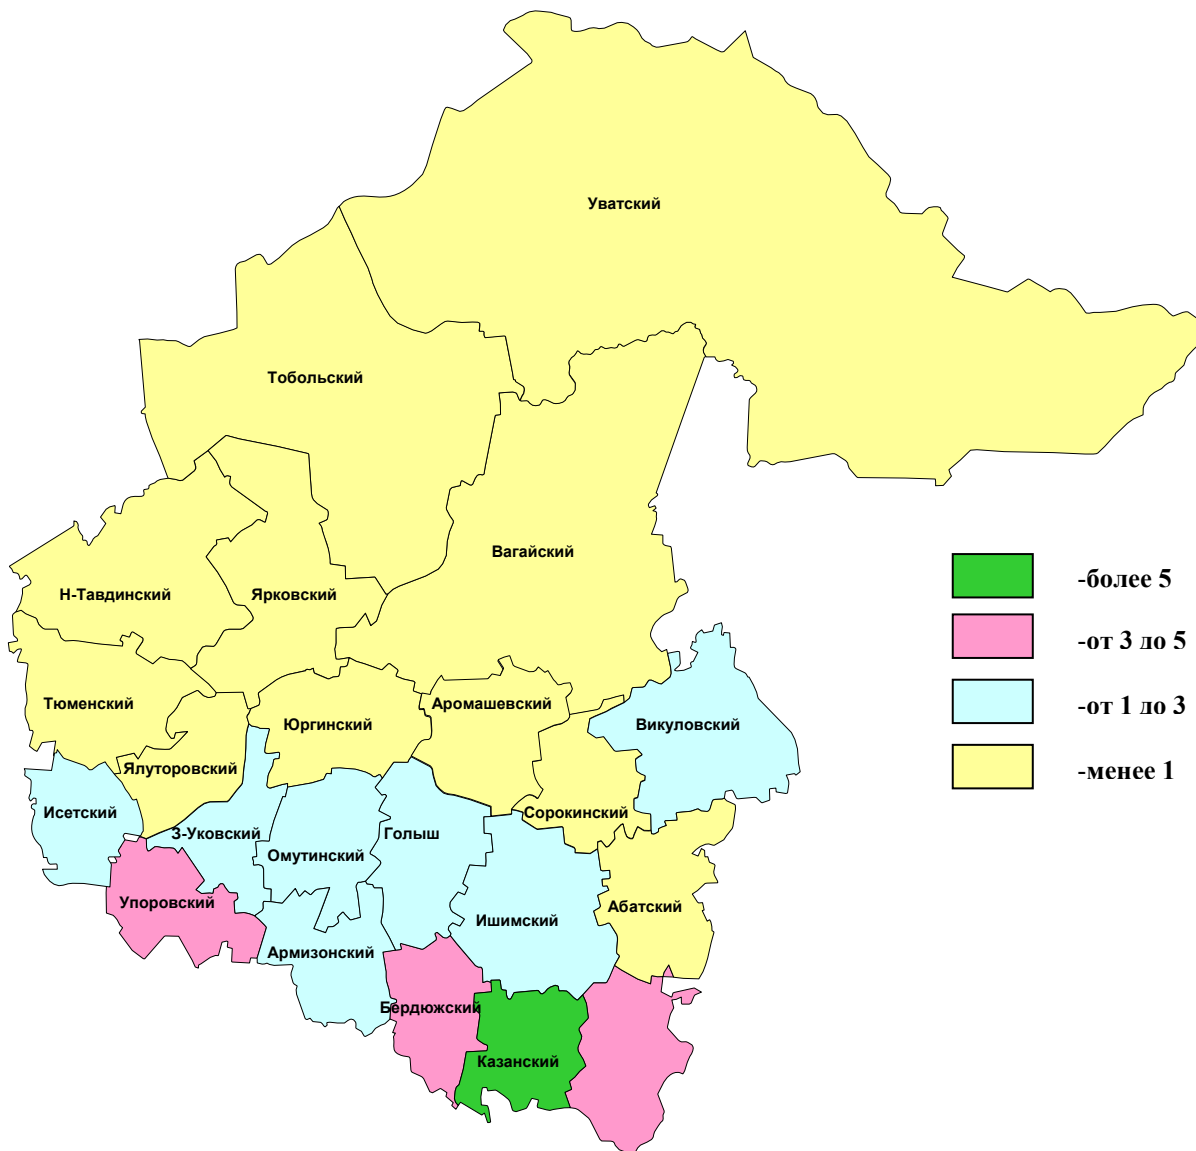 Уватский
Тобольский
Вагайский
Н-Тавдинский
Ярковский
Тюменский
Юргинский
Аромашевский
Викуловский
Ялуторовский
Исетский
З-Уковский
Омутинский
Голыш
Сорокинский
Упоровский
Армизонский
Ишимский
Абатский
Бердюжский
Казанский
-более 5
-от 3 до 5
-от 1 до 3
-менее 1